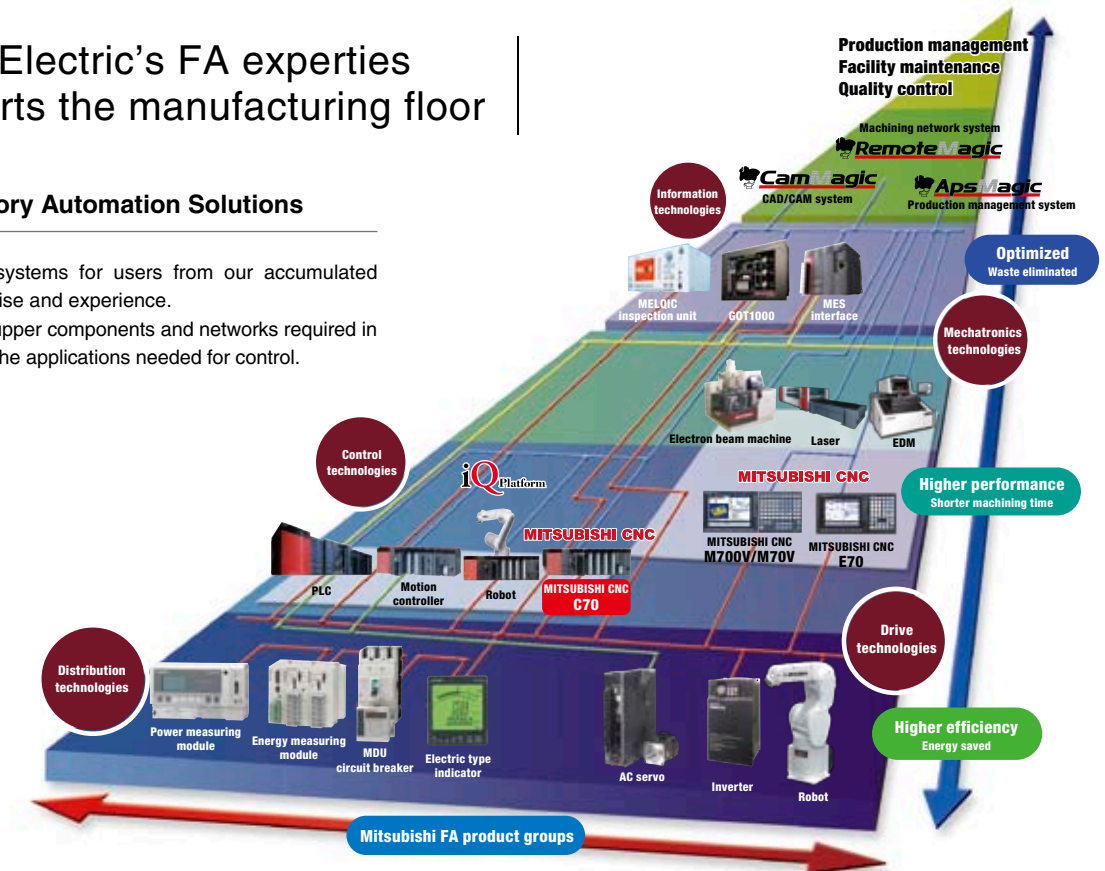 Electric's FA experties
rts the manufacturing floor
ory Automation Solutions
systems for users from our accumulated
ise and experience.
upper components and networks required in
he applications needed for control.
Production management
Facility maintenance
Quality control
Machining network system
RemoteMagic
CamMagic
CAD/CAM system
ApsMagic
Production management system
Information
technologies
Optimized
Waste eliminated
MELQIC
inspection unit
GOT1000
MES
interface
Mechatronics
technologies
Electron beam machine
Laser
EDM
Control
technologies
iQ Platform
MITSUBISHI CNC
Higher performance
Shorter machining time
MITSUBISHI CNC
M700V/M70V
MITSUBISHI CNC
E70
MITSUBISHI CNC
PLC
Motion
controller
Robot
MITSUBISHI CNC
C70
Drive
technologies
Distribution
technologies
Power measuring
module
Energy measuring
module
MDU
circuit breaker
Electric type
indicator
AC servo
Inverter
Robot
Higher efficiency
Energy saved
Mitsubishi FA product groups